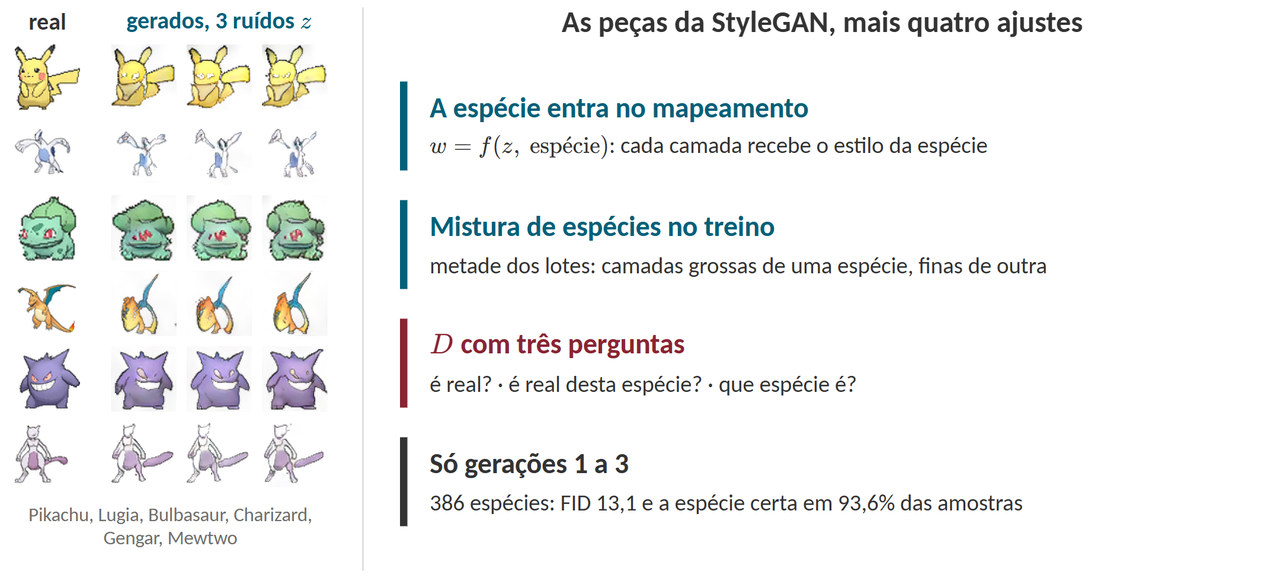 real
gerados, 3 ruídos z
Pikachu, Lugia, Bulbasaur, Charizard,
Gengar, Mewtwo
As peças da StyleGAN, mais quatro ajustes
A espécie entra no mapeamento
w = f(z, espécie): cada camada recebe o estilo da espécie
Mistura de espécies no treino
metade dos lotes: camadas grossas de uma espécie, finas de outra
D com três perguntas
é real? · é real desta espécie? · que espécie é?
Só gerações 1 a 3
386 espécies: FID 13,1 e a espécie certa em 93,6% das amostras